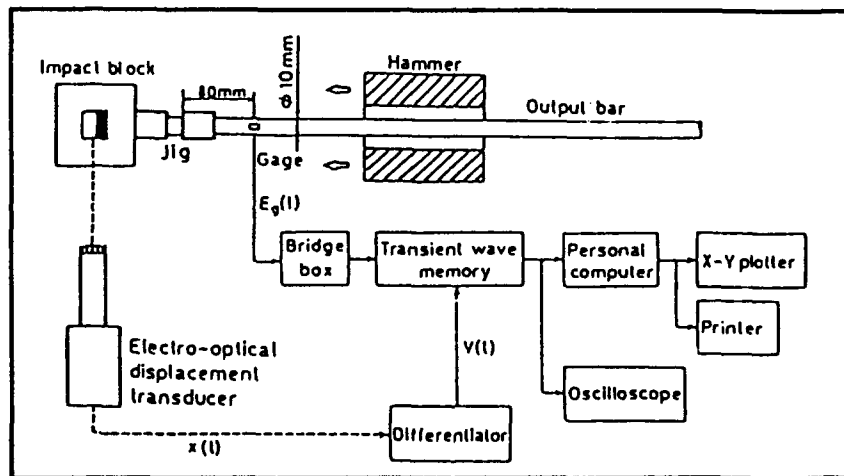 Impact block
80mm
ϕ 10mm
Hammer
Output bar
Jig
Gage
Eg(t)
Bridge
box
Transient wave
memory
Personal
computer
X-Y plotter
Printer
Electro-optical
displacement
transducer
V(t)
Oscilloscope
x(t)
Differentiator